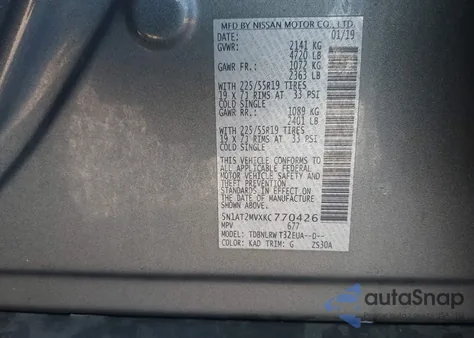 MFD BY NISSAN MOTOR CO., LTD.
DATE: 01/19
GVWR: 2141 KG
4720 LB
GAWR FR.: 1072 KG
2363 LB
WITH 225/55R19 TIRES
19 X 7J RIMS AT 33 PSI
COLD SINGLE
GAWR RR.: 1089 KG
2401 LB
WITH 225/55R19 TIRES
19 X 7J RIMS AT 33 PSI
COLD SINGLE
THIS VEHICLE CONFORMS TO
ALL APPLICABLE FEDERAL
MOTOR VEHICLE SAFETY AND
THEFT PREVENTION
STANDARDS IN EFFECT ON
THE DATE OF MANUFACTURE
SHOWN ABOVE.
5N1AT2MVXKC770426
MPV 677
MODEL: TDBNLRW T32EUA--D--
COLOR: KAD TRIM: G 2S30A
autoSnap